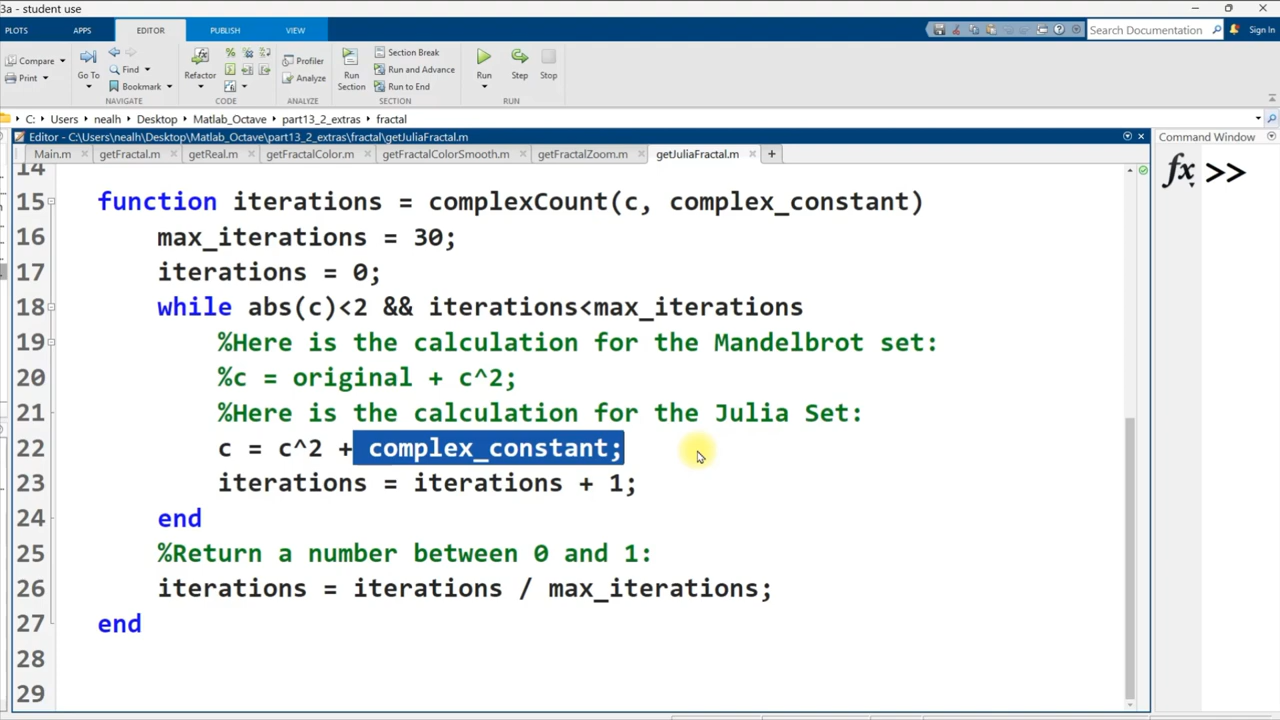 3a - student use
PLOTS APPS EDITOR PUBLISH VIEW Search Documentation Sign In
Compare Print
Go To Find Bookmark NAVIGATE
Refactor CODE
Profiler Analyze ANALYZE
Run Section Section Break Run and Advance Run to End SECTION
Run Step Stop RUN
C: Users nealh Desktop Matlab_Octave part13_2_extras fractal
Editor - C:\Users\nealh\Desktop\Matlab_Octave\part13_2_extras\fractal\getJuliaFractal.m
Command Window
Main.m getFractal.m getReal.m getFractalColor.m getFractalColorSmooth.m getFractalZoom.m getJuliaFractal.m +
fx >>
14
15 function iterations = complexCount(c, complex_constant)
16 max_iterations = 30;
17 iterations = 0;
18 while abs(c)<2 && iterations<max_iterations
19 %Here is the calculation for the Mandelbrot set:
20 %c = original + c^2;
21 %Here is the calculation for the Julia Set:
22 c = c^2 + complex_constant;
23 iterations = iterations + 1;
24 end
25 %Return a number between 0 and 1:
26 iterations = iterations / max_iterations;
27 end
28
29